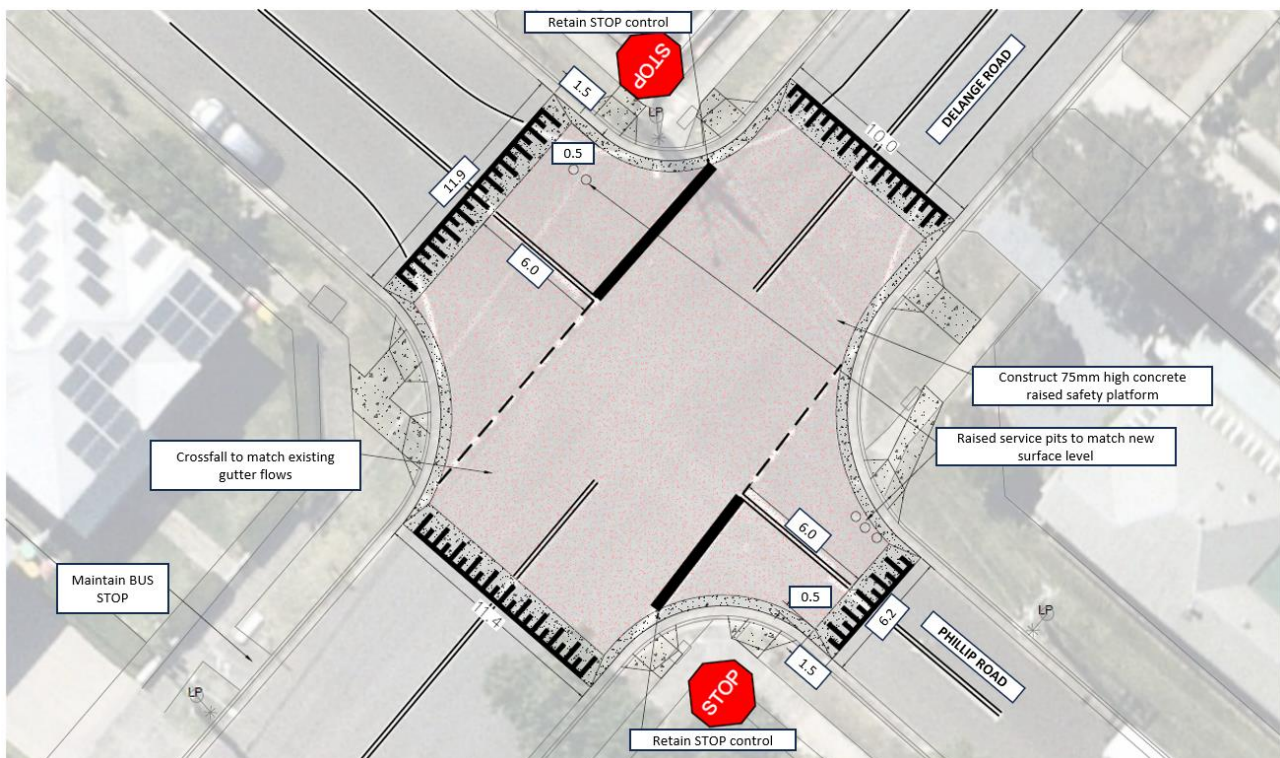 Retain STOP control
STOP
LP
1.5
0.5
11.9
6.0
10.0
DELANGE ROAD
Construct 75mm high concrete
raised safety platform
Raised service pits to match new
surface level
Crossfall to match existing
gutter flows
Maintain BUS
STOP
LP
11.4
6.0
0.5
6.2
1.5
PHILLIP ROAD
LP
STOP
Retain STOP control